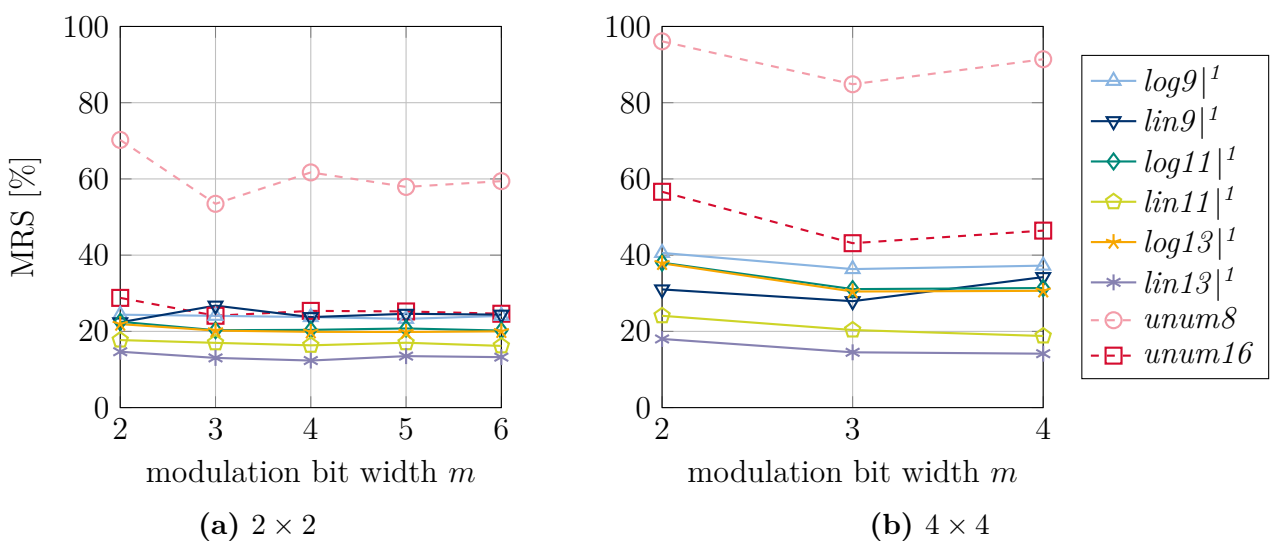 MRS [%]
100
80
60
40
20
0
2 3 4 5 6
modulation bit width m
(a) 2 × 2
100
80
60
40
20
0
2 3 4
modulation bit width m
(b) 4 × 4
log9|¹
lin9|¹
log11|¹
lin11|¹
log13|¹
lin13|¹
unum8
unum16